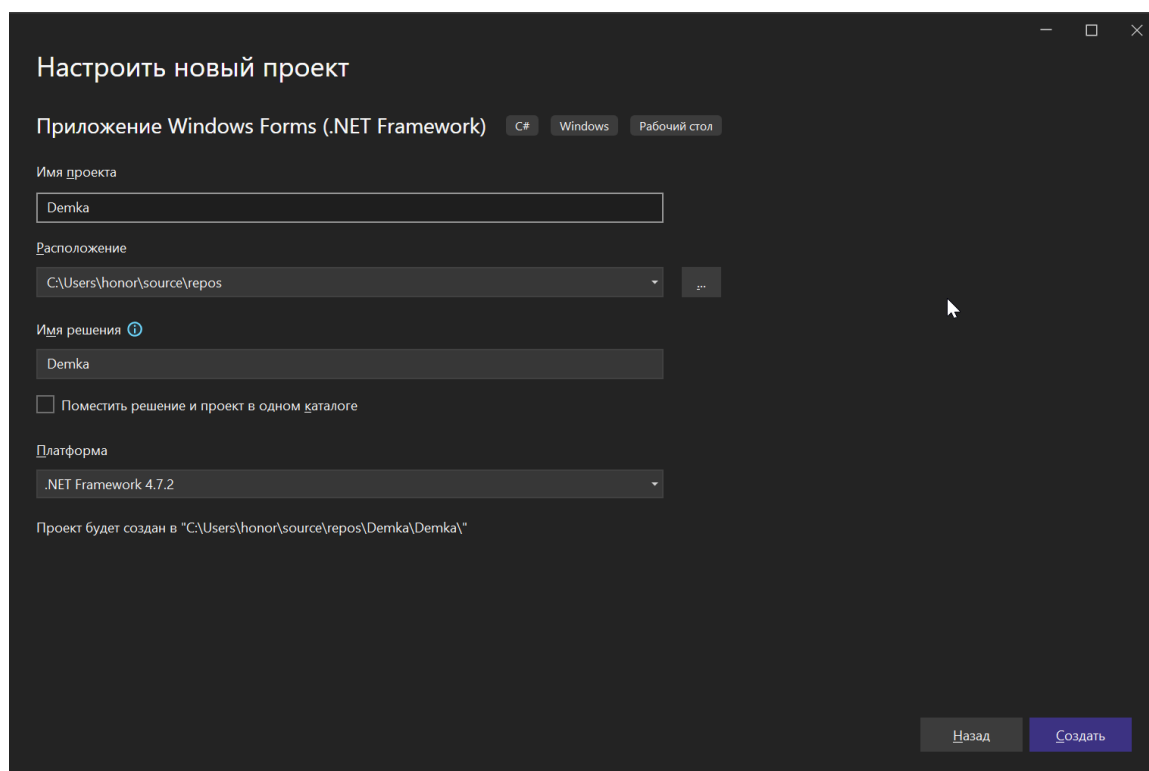 Настроить новый проект
Приложение Windows Forms (.NET Framework) C# Windows Рабочий стол
Имя проекта
Demka
Расположение
C:\Users\honor\source\repos
...
Имя решения
Demka
Поместить решение и проект в одном каталоге
Платформа
.NET Framework 4.7.2
Проект будет создан в "C:\Users\honor\source\repos\Demka\Demka\"
Назад Создать